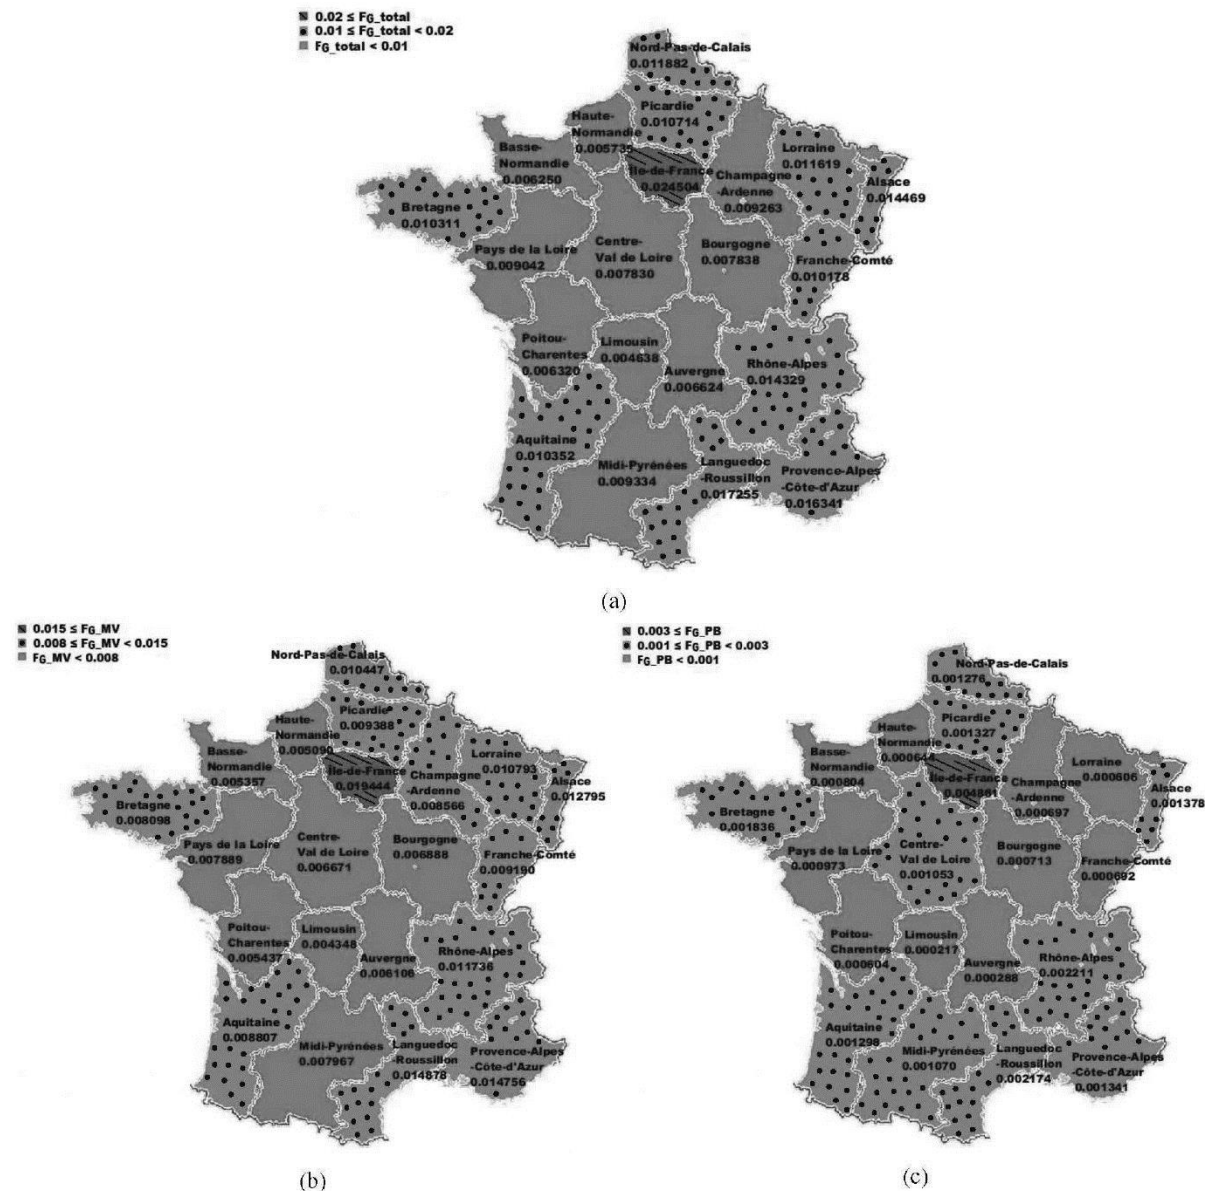 0.02 ≤ FG_total
0.01 ≤ FG_total < 0.02
FG_total < 0.01
Nord-Pas-de-Calais
0.011882
Picardie
0.010714
Haute-
Normandie
0.005735
Basse-
Normandie
0.006250
Île-de-France
0.024504
Champagne
-Ardenne
0.009263
Lorraine
0.011619
Alsace
0.014469
Bretagne
0.010311
Pays de la Loire
0.009042
Centre-
Val de Loire
0.007830
Bourgogne
0.007838
Franche-Comté
0.010178
Poitou-
Charentes
0.006320
Limousin
0.004638
Auvergne
0.006624
Rhône-Alpes
0.014329
Aquitaine
0.010352
Midi-Pyrénées
0.009334
Languedoc
-Roussillon
0.017255
Provence-Alpes
-Côte-d'Azur
0.016341
(a)
0.015 ≤ FG_MV
0.008 ≤ FG_MV < 0.015
FG_MV < 0.008
Nord-Pas-de-Calais
0.010447
Picardie
0.009388
Haute-
Normandie
0.005090
Basse-
Normandie
0.005357
Île-de-France
0.019444
Champagne
-Ardenne
0.008566
Lorraine
0.010793
Alsace
0.012795
Bretagne
0.008098
Pays de la Loire
0.007889
Centre-
Val de Loire
0.006671
Bourgogne
0.006888
Franche-Comté
0.009190
Poitou-
Charentes
0.005437
Limousin
0.004348
Auvergne
0.006106
Rhône-Alpes
0.011736
Aquitaine
0.008807
Midi-Pyrénées
0.007967
Languedoc
-Roussillon
0.014878
Provence-Alpes
-Côte-d'Azur
0.014756
(b)
0.003 ≤ FG_PB
0.001 ≤ FG_PB < 0.003
FG_PB < 0.001
Nord-Pas-de-Calais
0.001276
Picardie
0.001327
Haute-
Normandie
0.000644
Basse-
Normandie
0.000804
Île-de-France
0.004861
Champagne
-Ardenne
0.000697
Lorraine
0.000606
Alsace
0.001378
Bretagne
0.001836
Pays de la Loire
0.000973
Centre-
Val de Loire
0.001053
Bourgogne
0.000713
Franche-Comté
0.000692
Poitou-
Charentes
0.000604
Limousin
0.000217
Auvergne
0.000288
Rhône-Alpes
0.002211
Aquitaine
0.001298
Midi-Pyrénées
0.001070
Languedoc
-Roussillon
0.002174
Provence-Alpes
-Côte-d'Azur
0.001341
(c)